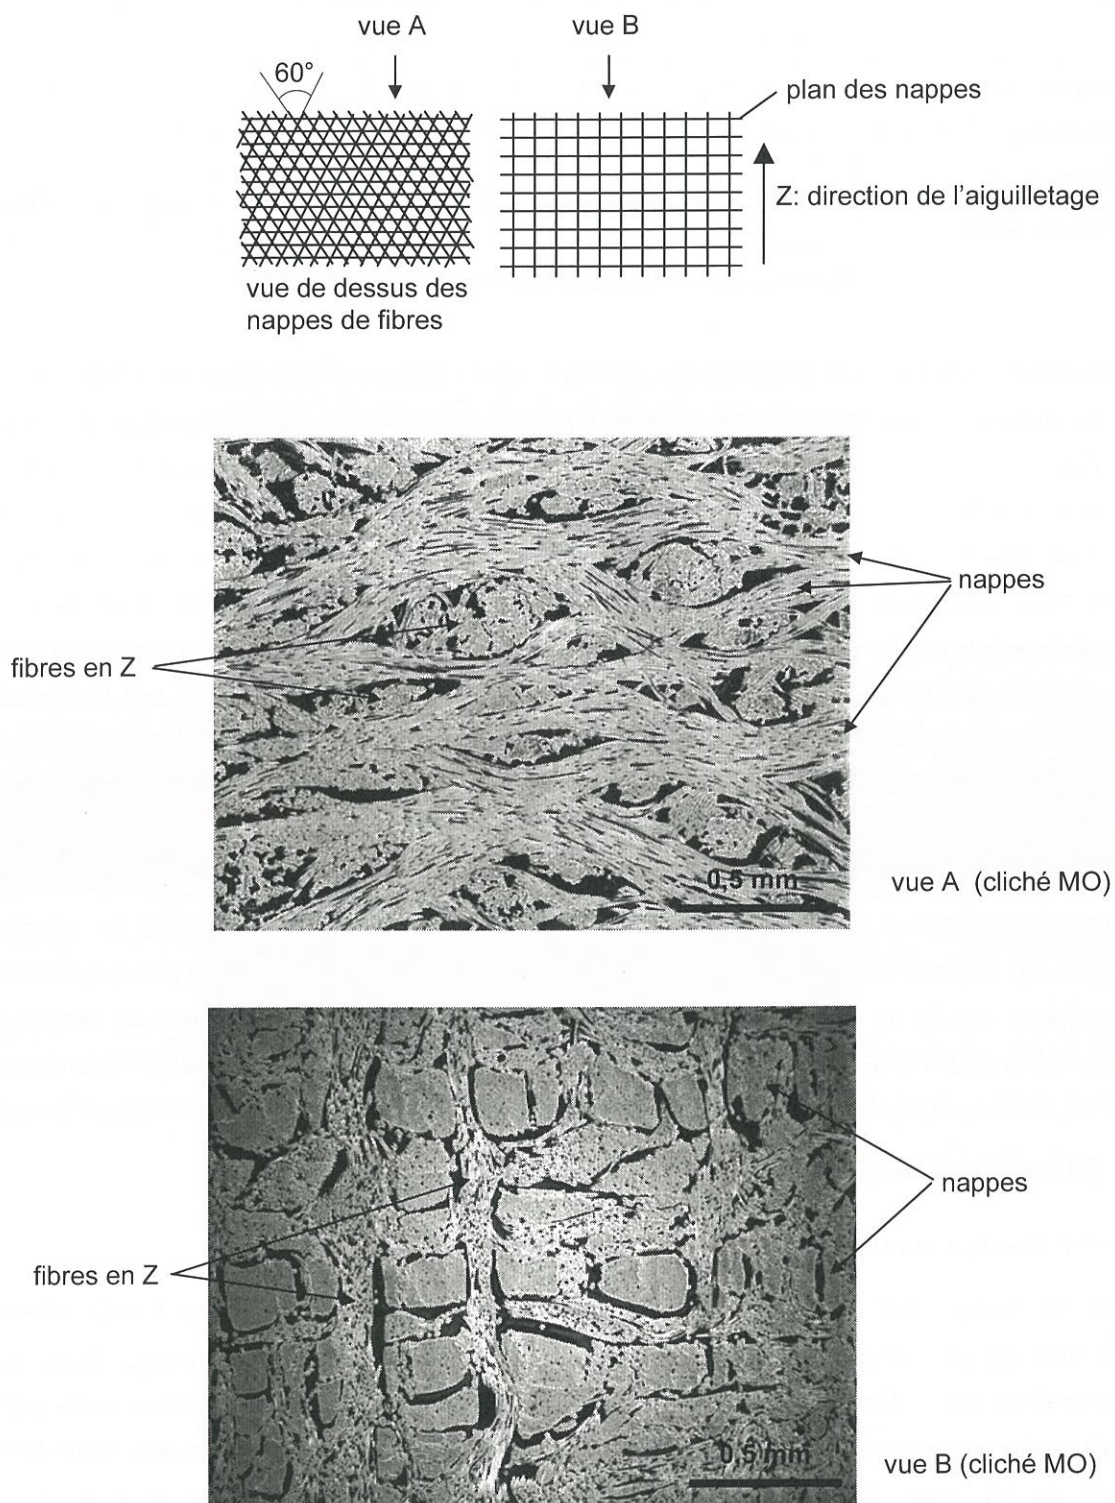 vue A
vue B
60°
plan des nappes
Z: direction de l'aiguilletage
vue de dessus des
nappes de fibres
nappes
fibres en Z
0,5 mm
vue A (cliché MO)
nappes
fibres en Z
0,5 mm
vue B (cliché MO)